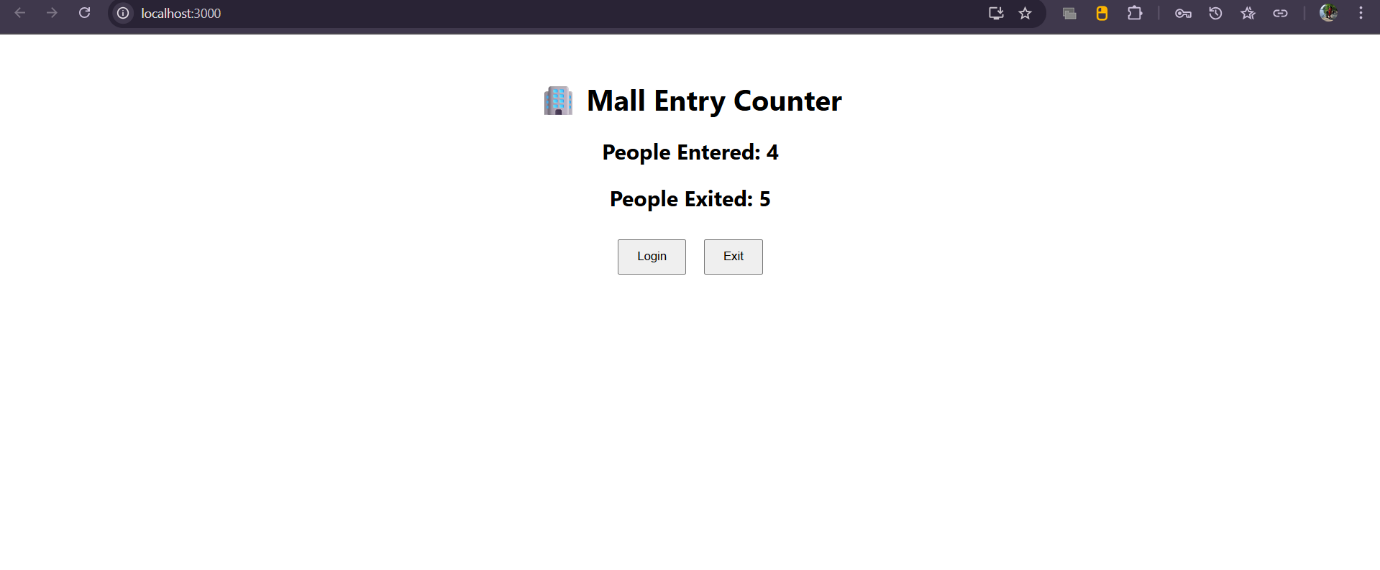 localhost:3000
Mall Entry Counter
People Entered: 4
People Exited: 5
Login Exit